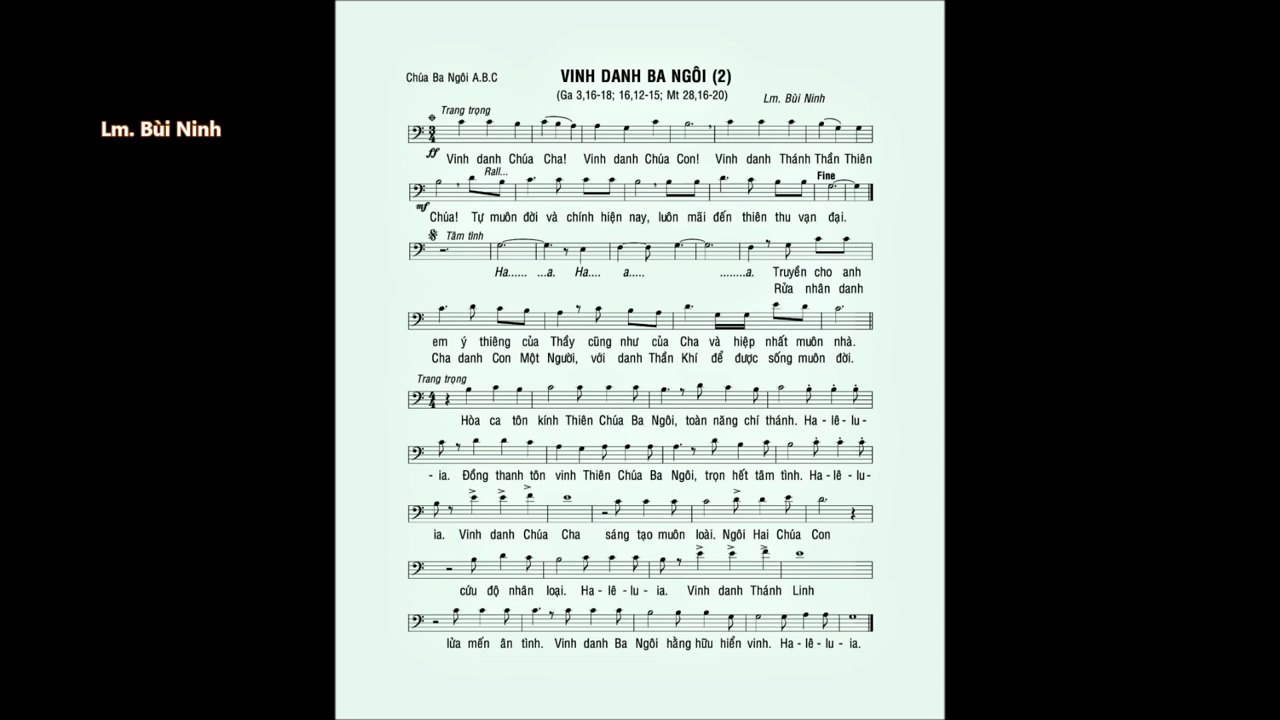 Lm. Bùi Ninh
Chúa Ba Ngôi A.B.C
VINH DANH BA NGÔI (2)
(Ga 3,16-18; 16,12-15; Mt 28,16-20)
Lm. Bùi Ninh
Trang trọng
ff
Vinh danh Chúa Cha! Vinh danh Chúa Con! Vinh danh Thánh Thần Thiên
Rall...
Fine
mf
Chúa! Tự muôn đời và chính hiện nay, luôn mãi đến thiên thu vạn đại.
Tâm tình
Ha...... ...a. Ha.... a..... ........a. Truyền cho anh
Rửa nhân danh
em ý thiêng của Thầy cũng như của Cha và hiệp nhất muôn nhà.
Cha danh Con Một Người, với danh Thần Khí để được sống muôn đời.
Trang trọng
Hòa ca tôn kính Thiên Chúa Ba Ngôi, toàn năng chí thánh. Ha - lê - lu -
- ia. Đồng thanh tôn vinh Thiên Chúa Ba Ngôi, trọn hết tâm tình. Ha - lê - lu -
ia. Vinh danh Chúa Cha sáng tạo muôn loài. Ngôi Hai Chúa Con
cứu độ nhân loại. Ha - lê - lu - ia. Vinh danh Thánh Linh
lửa mến ân tình. Vinh danh Ba Ngôi hằng hữu hiển vinh. Ha - lê - lu - ia.